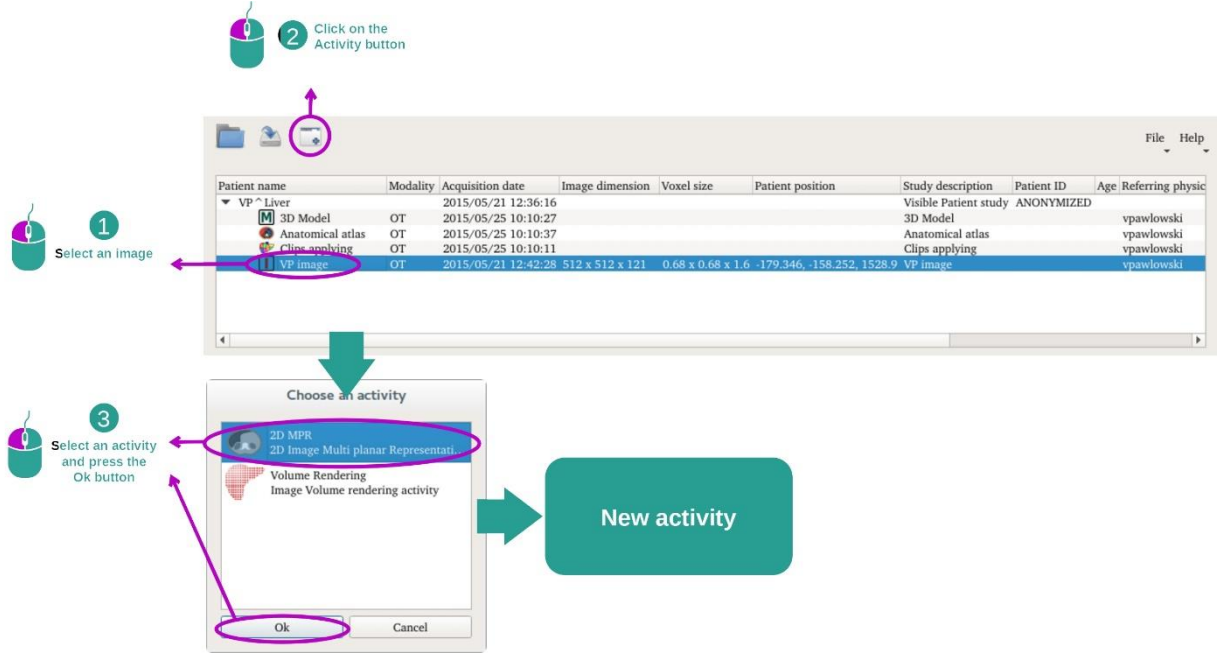 2
Click on the
Activity button
File Help
Patient name Modality Acquisition date Image dimension Voxel size Patient position Study description Patient ID Age Referring physic
VP^Liver 2015/05/21 12:36:16 Visible Patient study ANONYMIZED
M 3D Model OT 2015/05/25 10:10:27 3D Model vpawlowski
Anatomical atlas OT 2015/05/25 10:10:37 Anatomical atlas vpawlowski
Clips applying OT 2015/05/25 10:10:11 Clips applying vpawlowski
I VP image OT 2015/05/21 12:42:28 512 x 512 x 121 0.68 x 0.68 x 1.6 -179.346, -158.252, 1528.9 VP image vpawlowski
1
Select an image
Choose an activity
2D MPR
2D Image Multi planar Representati...
Volume Rendering
Image Volume rendering activity
Ok Cancel
3
Select an activity
and press the
Ok button
New activity